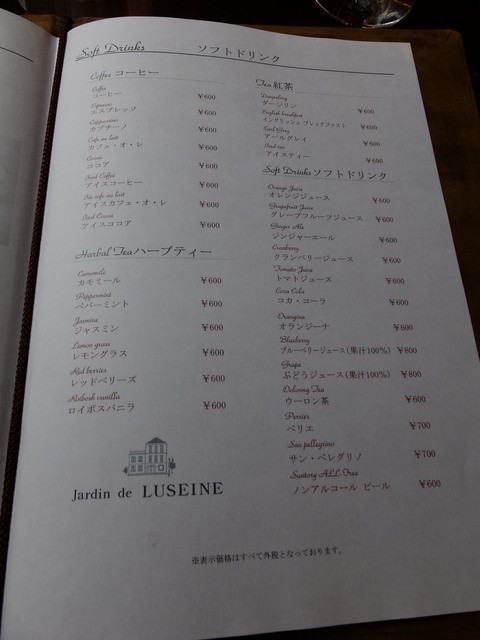 Soft Drinks ソフトドリンク
Coffee コーヒー
Coffee
コーヒー ¥600
Espresso
エスプレッソ ¥600
Cappuccino
カプチーノ ¥600
Cafe au lait
カフェ・オ・レ ¥600
Cocoa
ココア ¥600
Iced Coffee
アイスコーヒー ¥600
Ice cafe au lait
アイスカフェ・オ・レ ¥600
Iced Cocoa
アイスココア ¥600
Harbal Tea ハーブティー
Camomile
カモミール ¥600
Peppermint
ペパーミント ¥600
Jasmine
ジャスミン ¥600
Lemon grass
レモングラス ¥600
Red berries
レッドベリーズ ¥600
Roibosh vanilla
ロイボスバニラ ¥600
Jardin de LUSEINE
Tea 紅茶
Darjeeling
ダージリン ¥600
English breakfast
イングリッシュ ブレックファスト ¥600
Earl Grey
アールグレイ ¥600
Iced tea
アイスティー ¥600
Soft Drinks ソフトドリンク
Orange Juice
オレンジジュース ¥600
Grapefruit Juice
グレープフルーツジュース ¥600
Ginger Ale
ジンジャーエール ¥600
Cranberry
クランベリージュース ¥600
Tomato Juice
トマトジュース ¥600
Coca Cola
コカ・コーラ ¥600
Orangina
オランジーナ ¥600
Blueberry
ブルーベリージュース(果汁100%) ¥800
Grape
ぶどうジュース(果汁100%) ¥800
Oolong Tea
ウーロン茶 ¥600
Perrier
ペリエ ¥700
San pellegrino
サン・ペレグリノ ¥700
Suntory ALL-Free
ノンアルコール ビール ¥600
※表示価格はすべて外税となっております。